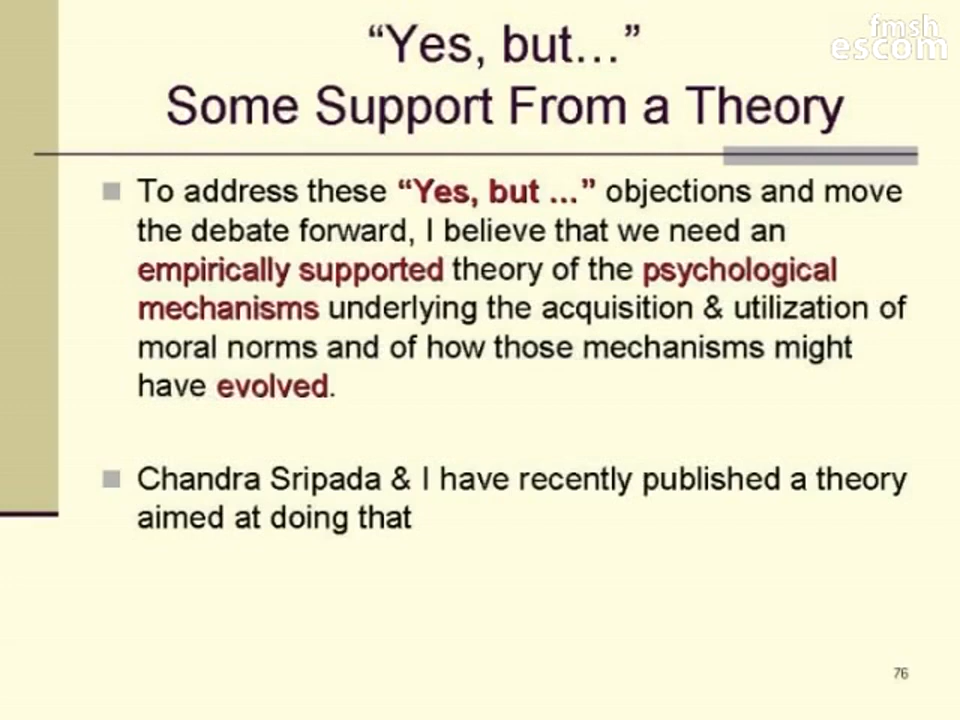 fmsh
escom
“Yes, but…”
Some Support From a Theory
To address these “Yes, but …” objections and move
the debate forward, I believe that we need an
empirically supported theory of the psychological
mechanisms underlying the acquisition & utilization of
moral norms and of how those mechanisms might
have evolved.
Chandra Sripada & I have recently published a theory
aimed at doing that
76